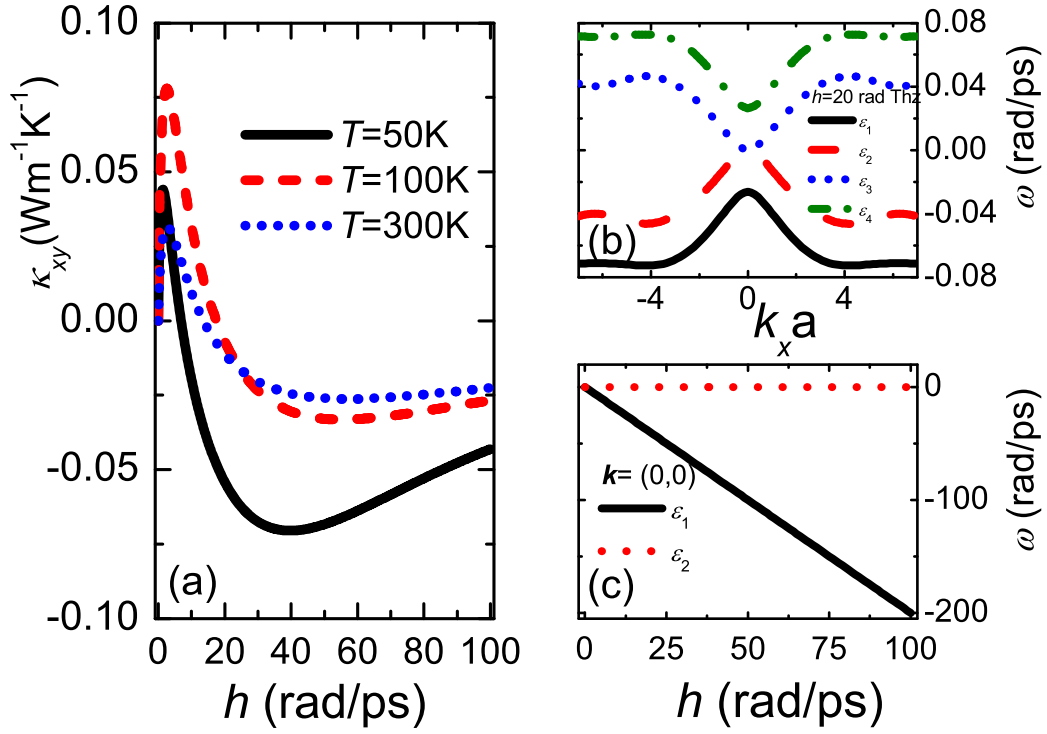 0.10
0.05
0.00
-0.05
-0.10
κxy(Wm-1K-1)
T=50K
T=100K
T=300K
(a)
0 20 40 60 80 100
h (rad/ps)
0.08
0.04
0.00
-0.04
-0.08
ω (rad/ps)
h=20 rad Thz
ε1
ε2
ε3
ε4
(b)
-4 0 4
kxa
0
-100
-200
ω (rad/ps)
k= (0,0)
ε1
ε2
(c)
0 25 50 75 100
h (rad/ps)